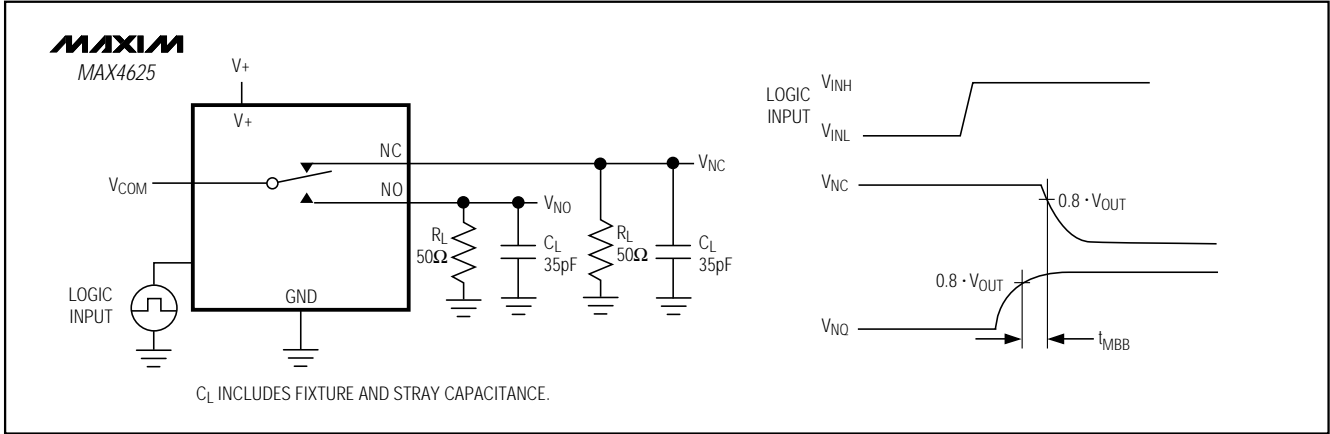 MAXIM
MAX4625
V+
V+
NC
NO
VCOM
VNC
VNO
RL
50Ω
CL
35pF
RL
50Ω
CL
35pF
LOGIC
INPUT
GND
CL INCLUDES FIXTURE AND STRAY CAPACITANCE.
LOGIC
INPUT
VINH
VINL
VNC
0.8 · VOUT
0.8 · VOUT
VNO
tMBB